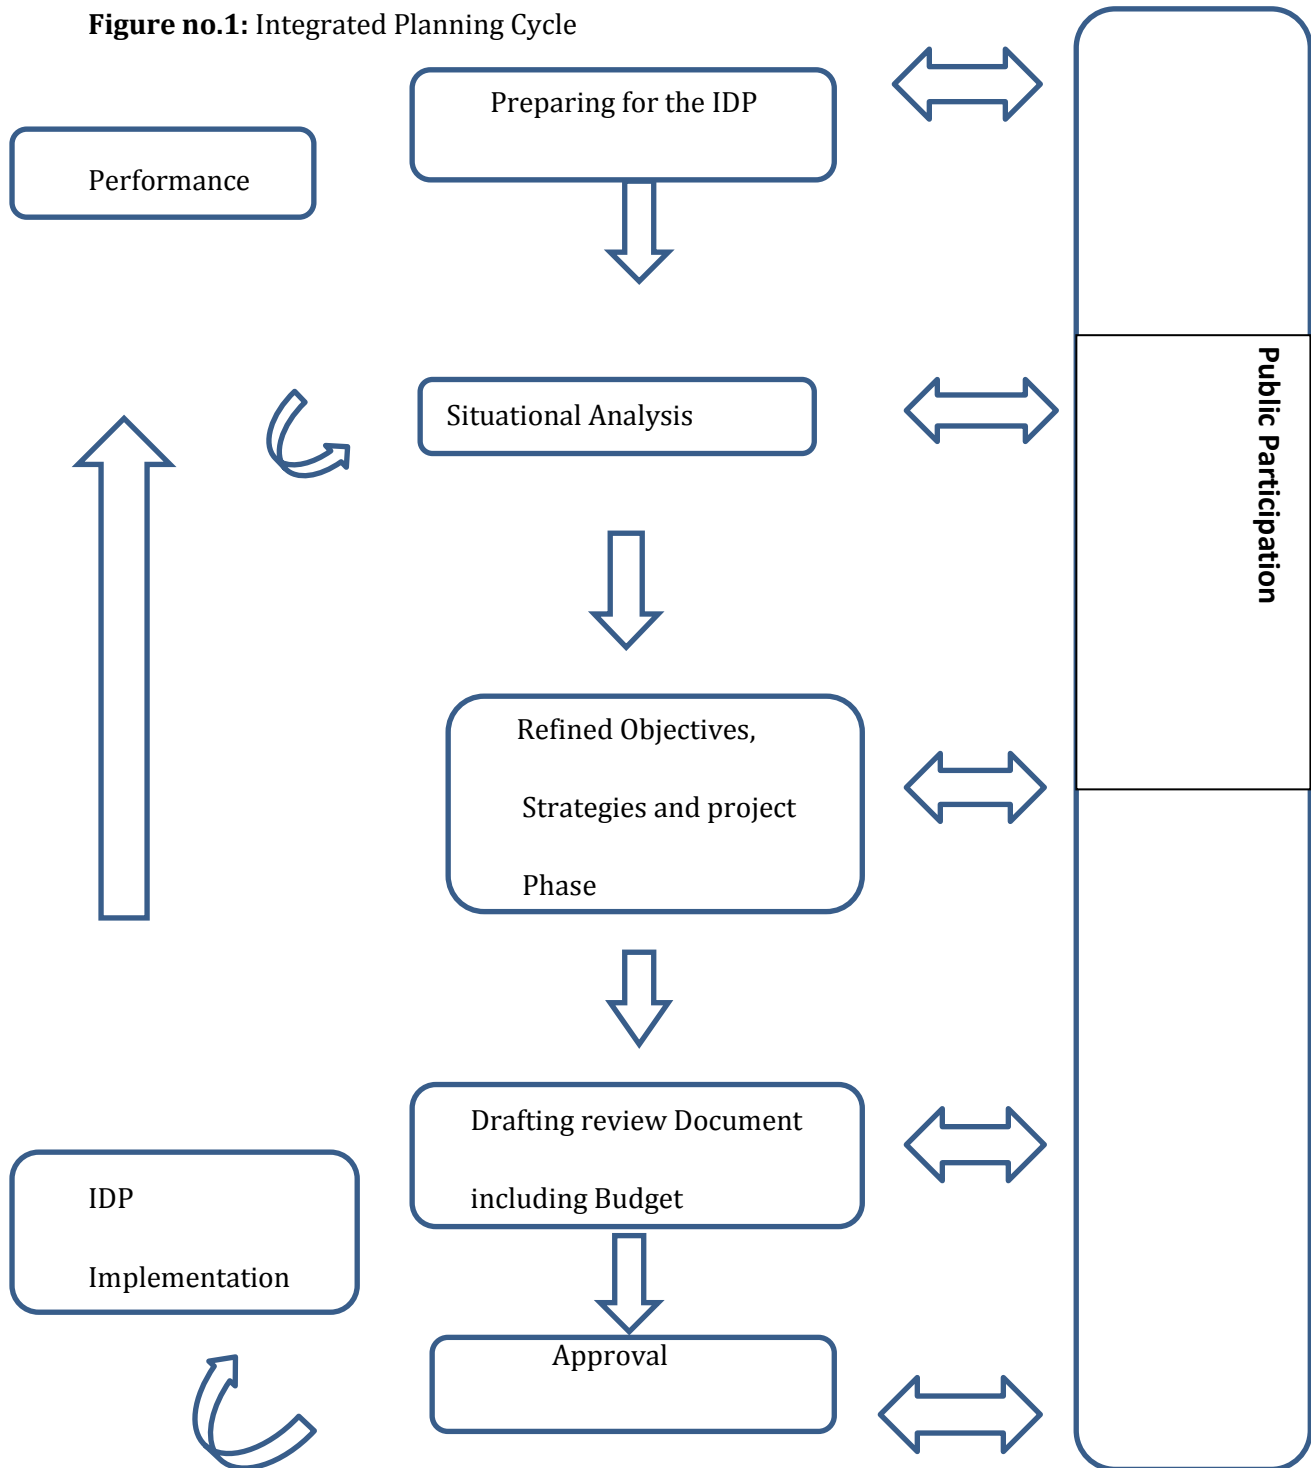 Figure no.1: Integrated Planning Cycle
Preparing for the IDP
Performance
Situational Analysis
Public Participation
Refined Objectives,
Strategies and project
Phase
Drafting review Document
including Budget
IDP
Implementation
Approval